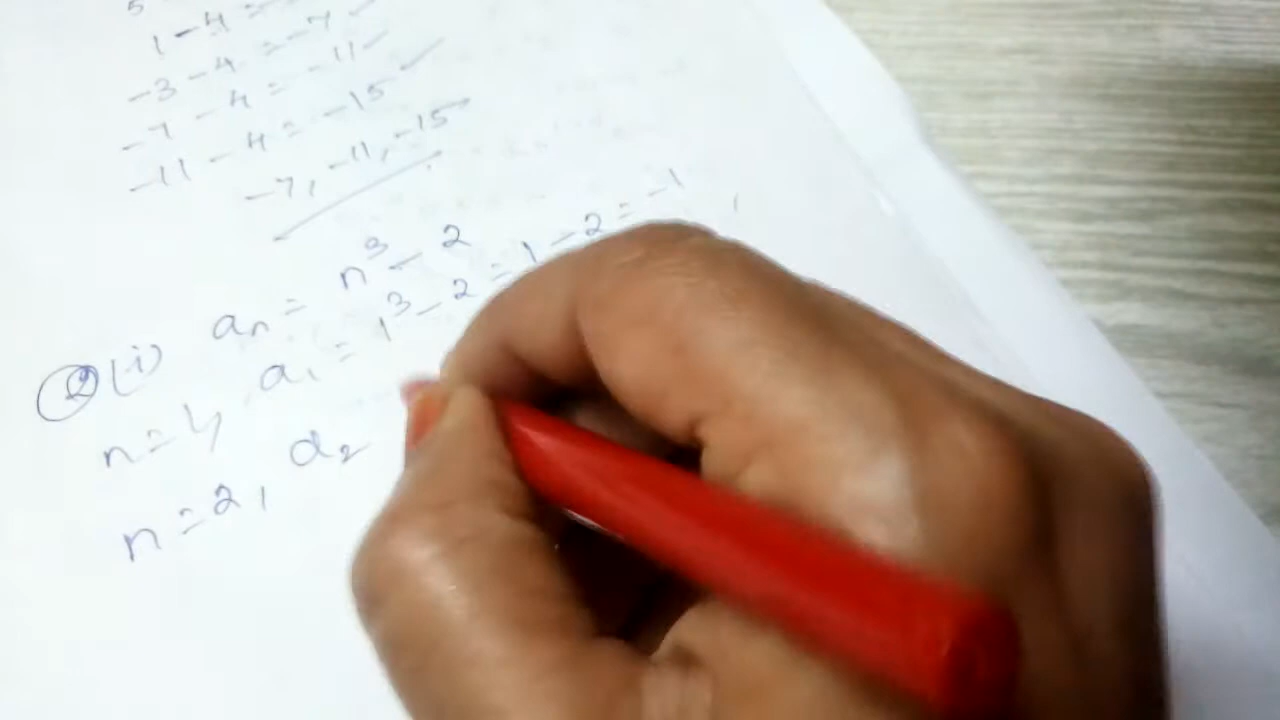 5
1 - 4 =
-3 - 4 = -7
-7 - 4 = -11
-11 - 4 = -15
-7, -11, -15
② (i) aₙ = n³ - 2
n = 1, a₁ = 1³ - 2 = 1 - 2 = -1
n = 2, a₂